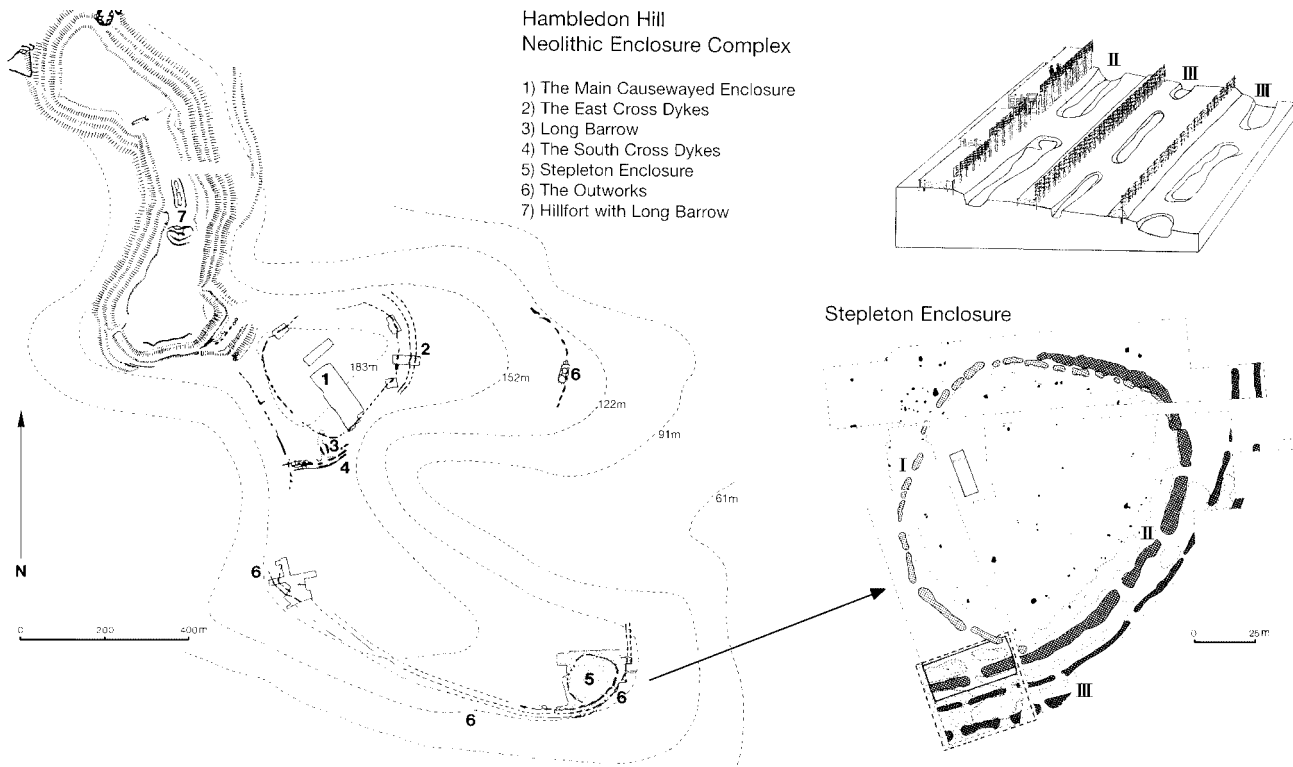 Hambledon Hill
Neolithic Enclosure Complex
1) The Main Causewayed Enclosure
2) The East Cross Dykes
3) Long Barrow
4) The South Cross Dykes
5) Stepleton Enclosure
6) The Outworks
7) Hillfort with Long Barrow
II
III
III
7
2
183m
1
152m
6
122m
3
4
91m
61m
N
6
0 200 400m
5
6
6
Stepleton Enclosure
I
II
0 25m
III